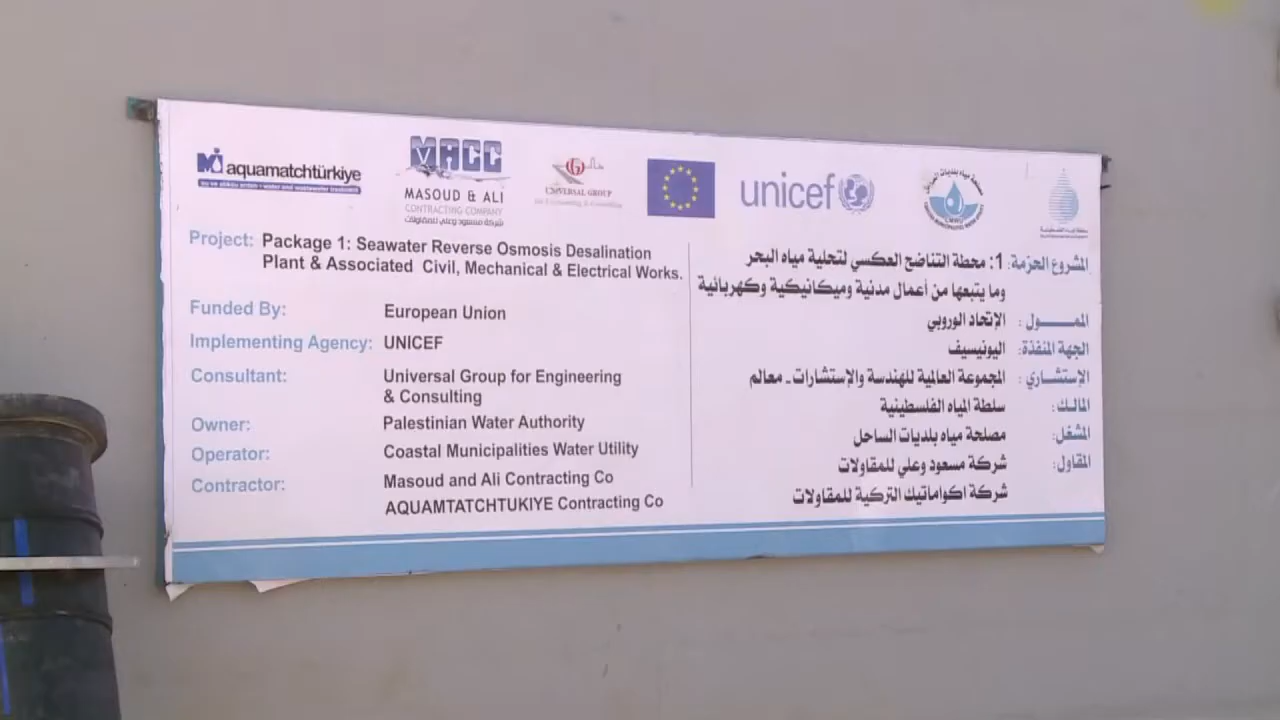 aquamatchtürkiye
MACC
MASOUD & ALI
CONTRACTING COMPANY
شركة مسعود وعلي للمقاولات
UNIVERSAL GROUP
unicef
Project: Package 1: Seawater Reverse Osmosis Desalination
Plant & Associated Civil, Mechanical & Electrical Works.
Funded By: European Union
Implementing Agency: UNICEF
Consultant: Universal Group for Engineering
& Consulting
Owner: Palestinian Water Authority
Operator: Coastal Municipalities Water Utility
Contractor: Masoud and Ali Contracting Co
AQUAMTATCHTUKIYE Contracting Co
المشروع الحزمة: 1: محطة التناضح العكسي لتحلية مياه البحر
وما يتبعها من أعمال مدنية وميكانيكية وكهربائية
الممــــول : الإتحاد الوروبي
الجهة المنفذة: اليونيسيف
الإستشـــاري : المجموعة العالمية للهندسة والإستشارات - معالم
المالـك: سلطة المياه الفلسطينية
المشغل: مصلحة مياه بلديات الساحل
المقاول: شركة مسعود وعلي للمقاولات
شركة اكواماتيك التركية للمقاولات